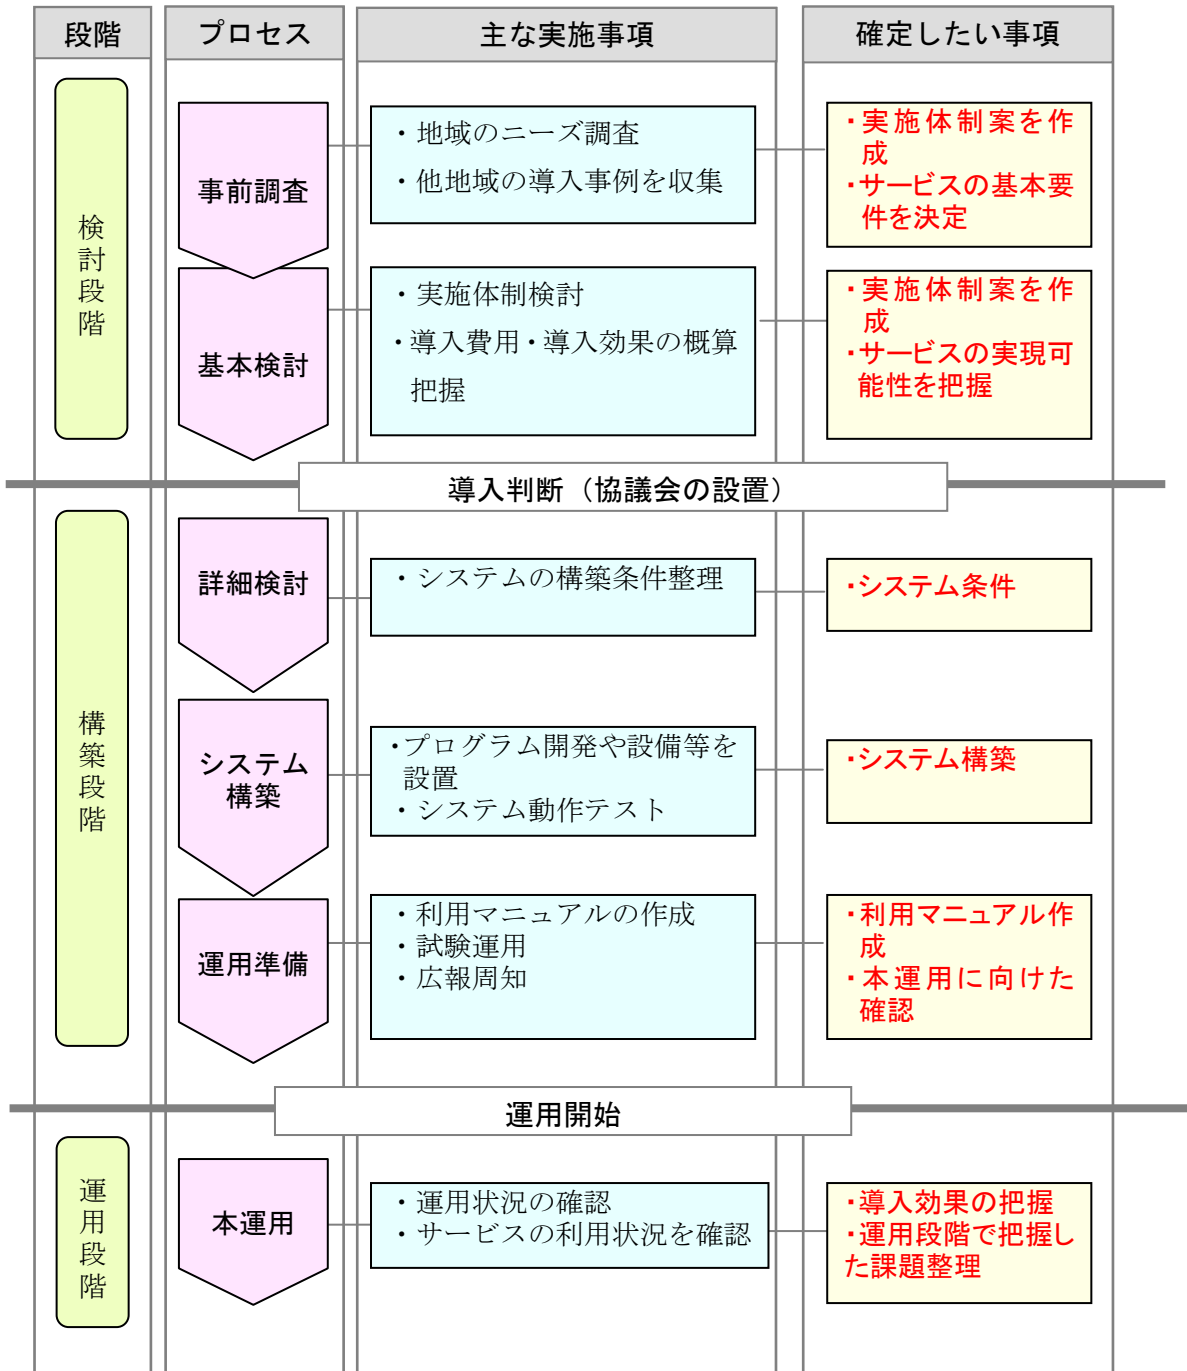 段階
プロセス
主な実施事項
確定したい事項
検討段階
事前調査
・地域のニーズ調査
・他地域の導入事例を収集
・実施体制案を作
成
・サービスの基本要
件を決定
基本検討
・実施体制検討
・導入費用・導入効果の概算
把握
・実施体制案を作
成
・サービスの実現可
能性を把握
導入判断（協議会の設置）
構築段階
詳細検討
・システムの構築条件整理
・システム条件
システム
構築
・プログラム開発や設備等を
設置
・システム動作テスト
・システム構築
運用準備
・利用マニュアルの作成
・試験運用
・広報周知
・利用マニュアル作
成
・本運用に向けた
確認
運用開始
運用段階
本運用
・運用状況の確認
・サービスの利用状況を確認
・導入効果の把握
・運用段階で把握し
た課題整理